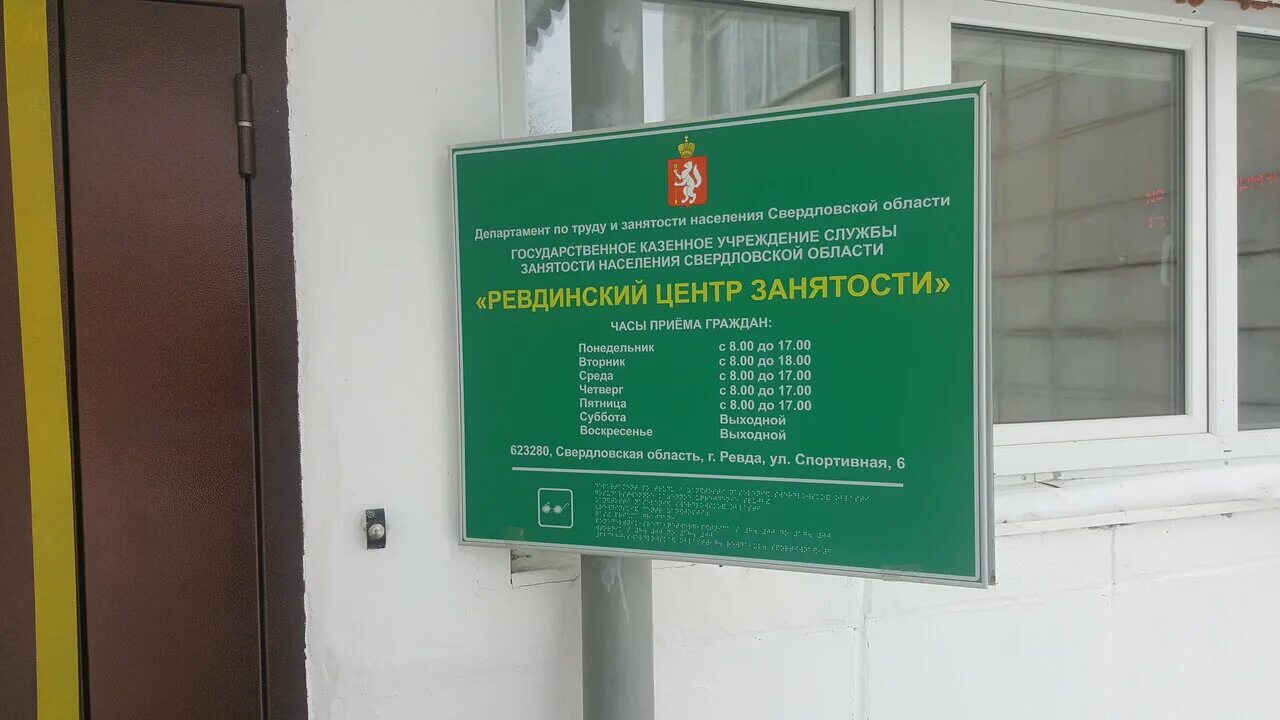 Департамент по труду и занятости населения Свердловской области
ГОСУДАРСТВЕННОЕ КАЗЕННОЕ УЧРЕЖДЕНИЕ СЛУЖБЫ
ЗАНЯТОСТИ НАСЕЛЕНИЯ СВЕРДЛОВСКОЙ ОБЛАСТИ
«РЕВДИНСКИЙ ЦЕНТР ЗАНЯТОСТИ»
ЧАСЫ ПРИЁМА ГРАЖДАН:
Понедельник с 8.00 до 17.00
Вторник с 8.00 до 18.00
Среда с 8.00 до 17.00
Четверг с 8.00 до 17.00
Пятница с 8.00 до 17.00
Суббота Выходной
Воскресенье Выходной
623280, Свердловская область, г. Ревда, ул. Спортивная, 6